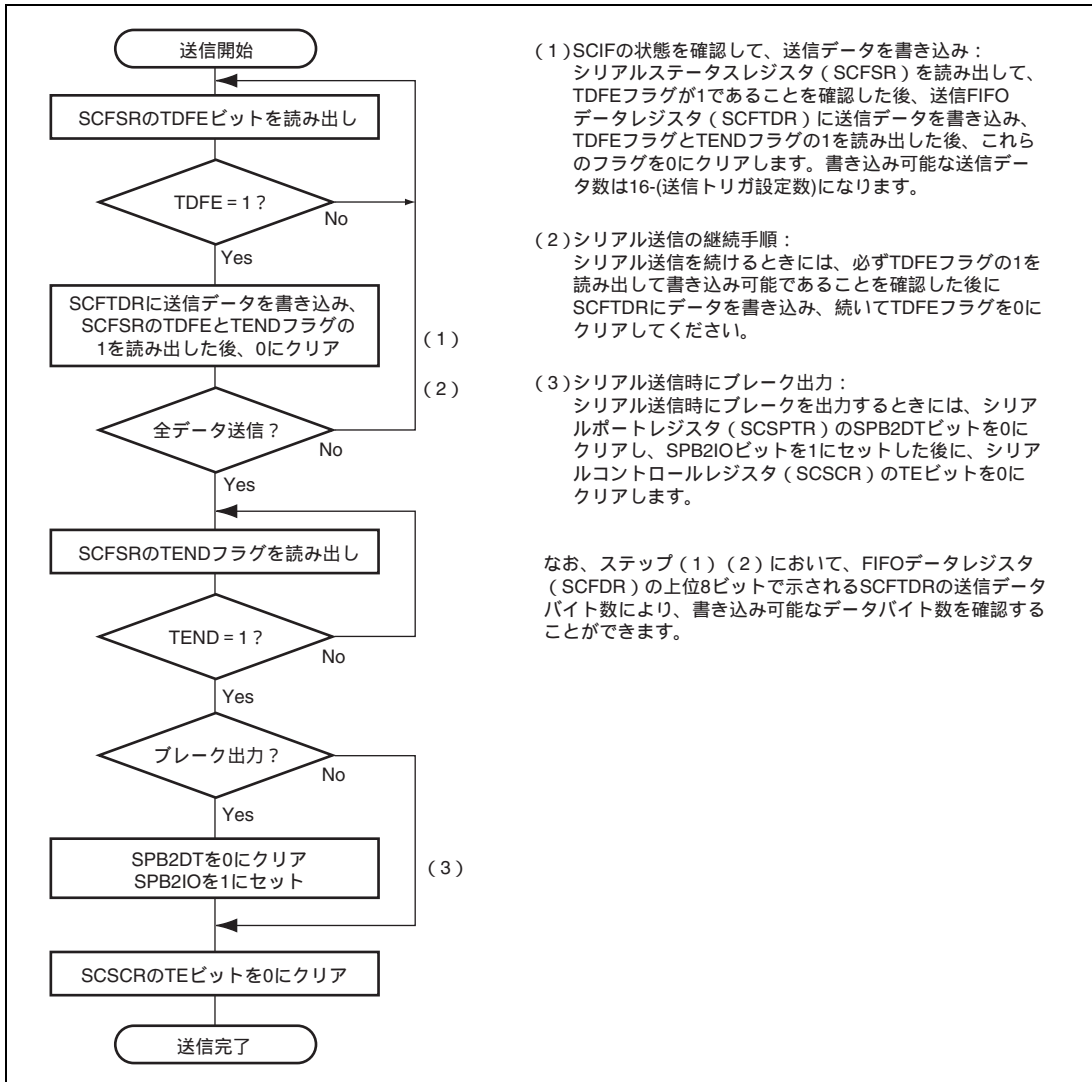 送信開始
SCFSRのTDFEビットを読み出し
TDFE = 1 ?
No
Yes
SCFTDRに送信データを書き込み、
SCFSRのTDFEとTENDフラグの
1を読み出した後、0にクリア
(1)
(2)
全データ送信?
No
Yes
SCFSRのTENDフラグを読み出し
TEND = 1 ?
No
Yes
ブレーク出力?
No
Yes
SPB2DTを0にクリア
SPB2IOを1にセット
(3)
SCSCRのTEビットを0にクリア
送信完了
(1)SCIFの状態を確認して、送信データを書き込み:
シリアルステータスレジスタ(SCFSR)を読み出して、
TDFEフラグが1であることを確認した後、送信FIFO
データレジスタ(SCFTDR)に送信データを書き込み、
TDFEフラグとTENDフラグの1を読み出した後、これら
のフラグを0にクリアします。書き込み可能な送信デー
タ数は16-(送信トリガ設定数)になります。
(2)シリアル送信の継続手順:
シリアル送信を続けるときには、必ずTDFEフラグの1を
読み出して書き込み可能であることを確認した後に
SCFTDRにデータを書き込み、続いてTDFEフラグを0に
クリアしてください。
(3)シリアル送信時にブレーク出力:
シリアル送信時にブレークを出力するときには、シリア
ルポートレジスタ(SCSPTR)のSPB2DTビットを0に
クリアし、SPB2IOビットを1にセットした後に、シリア
ルコントロールレジスタ(SCSCR)のTEビットを0に
クリアします。
なお、ステップ(1)(2)において、FIFOデータレジスタ
(SCFDR)の上位8ビットで示されるSCFTDRの送信データ
バイト数により、書き込み可能なデータバイト数を確認する
ことができます。